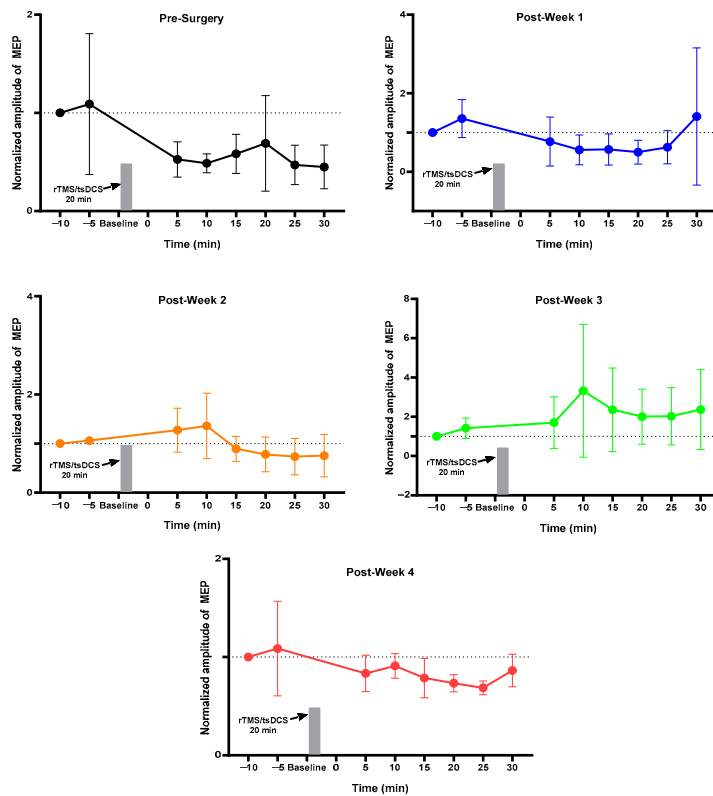 Pre-Surgery
Normalized amplitude of MEP
2
0
rTMS/tsDCS
20 min
−10 −5 Baseline 0 5 10 15 20 25 30
Time (min)
Post-Week 1
Normalized amplitude of MEP
4
2
0
rTMS/tsDCS
20 min
−10 −5 Baseline 0 5 10 15 20 25 30
Time (min)
Post-Week 2
Normalized amplitude of MEP
4
2
0
rTMS/tsDCS
20 min
−10 −5 Baseline 0 5 10 15 20 25 30
Time (min)
Post-Week 3
Normalized amplitude of MEP
8
6
4
2
0
−2
rTMS/tsDCS
20 min
−10 −5 Baseline 0 5 10 15 20 25 30
Time (min)
Post-Week 4
Normalized amplitude of MEP
2
0
rTMS/tsDCS
20 min
−10 −5 Baseline 0 5 10 15 20 25 30
Time (min)